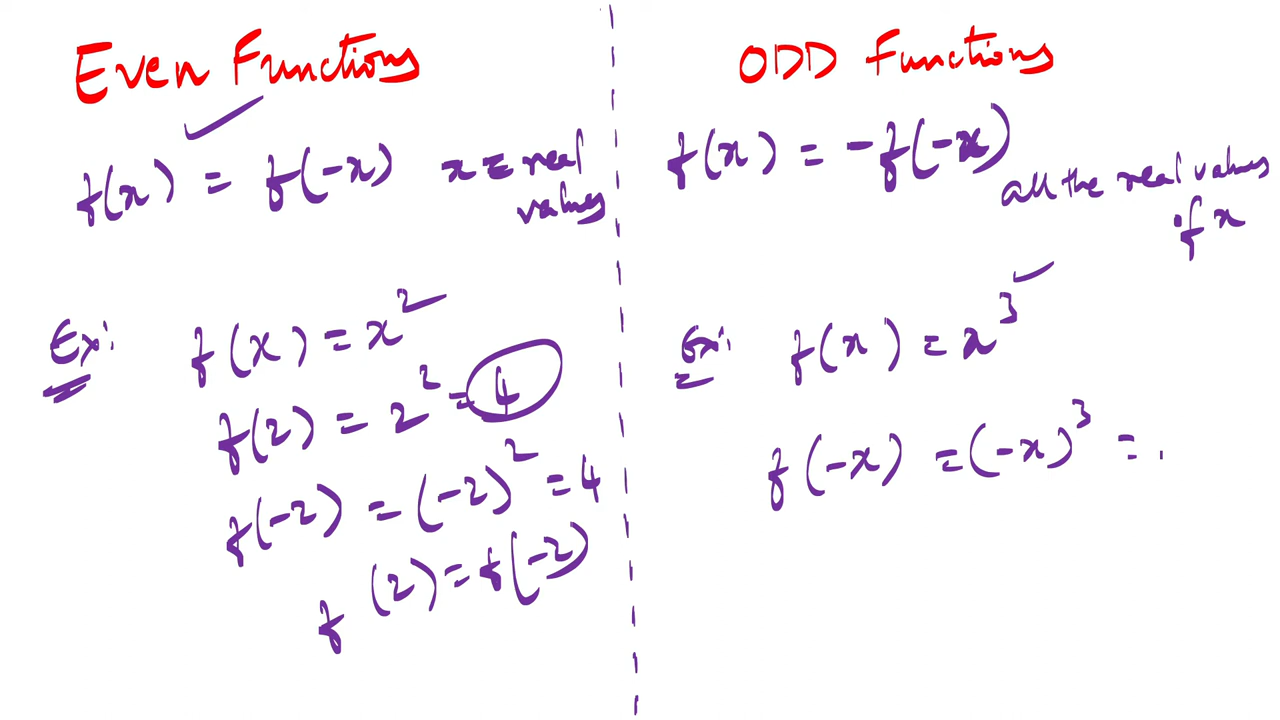 Even Functions
f(x) = f(-x) x = real
values
Ex: f(x) = x²
f(2) = 2² = 4
f(-2) = (-2)² = 4
f(2) = f(-2)
ODD Functions
f(x) = -f(-x)
all the real values
of x
Ex: f(x) = x³
f(-x) = (-x)³ =